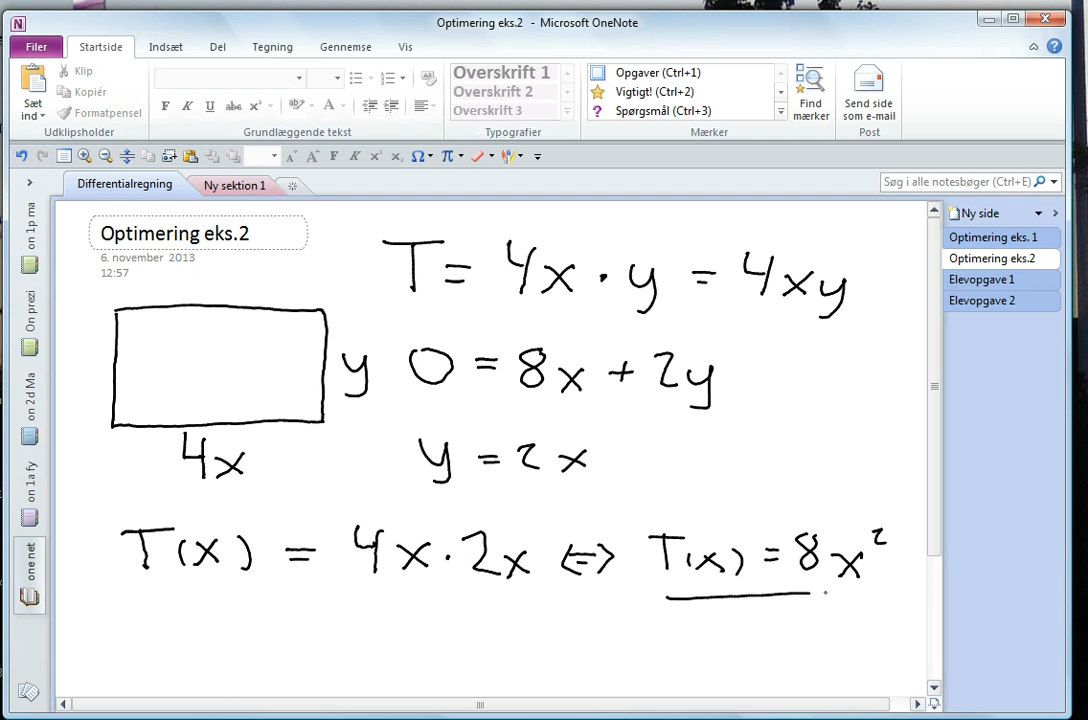 Optimering eks.2 - Microsoft OneNote
Filer Startside Indsæt Del Tegning Gennemse Vis
Sæt ind
Klip
Kopiér
Formatpensel
Udklipsholder
F K U abc x²
A
Grundlæggende tekst
Overskrift 1
Overskrift 2
Overskrift 3
Typografier
Opgaver (Ctrl+1)
Vigtigt! (Ctrl+2)
Spørgsmål (Ctrl+3)
Mærker
Find mærker
Send side som e-mail
Post
Differentialregning Ny sektion 1
Søg i alle notesbøger (Ctrl+E)
on 1p ma
On prezi
on 2d Ma
on 1a fy
one net
Optimering eks.2
6. november 2013
12:57
T = 4x · y = 4xy
y
O = 8x + 2y
4x
y = 2x
T(x) = 4x · 2x ⇔ T(x) = 8x²
Ny side
Optimering eks. 1
Optimering eks.2
Elevopgave 1
Elevopgave 2